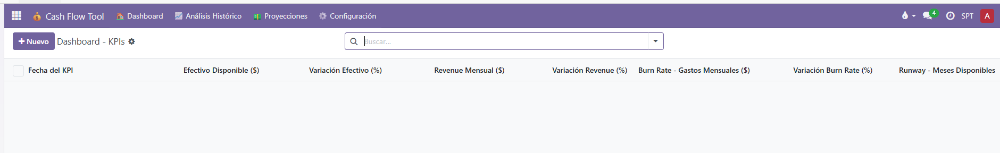 Cash Flow Tool Dashboard Análisis Histórico Proyecciones Configuración 4 SPT A
Nuevo Dashboard - KPIs Buscar...
Fecha del KPI Efectivo Disponible ($) Variación Efectivo (%) Revenue Mensual ($) Variación Revenue (%) Burn Rate - Gastos Mensuales ($) Variación Burn Rate (%) Runway - Meses Disponibles